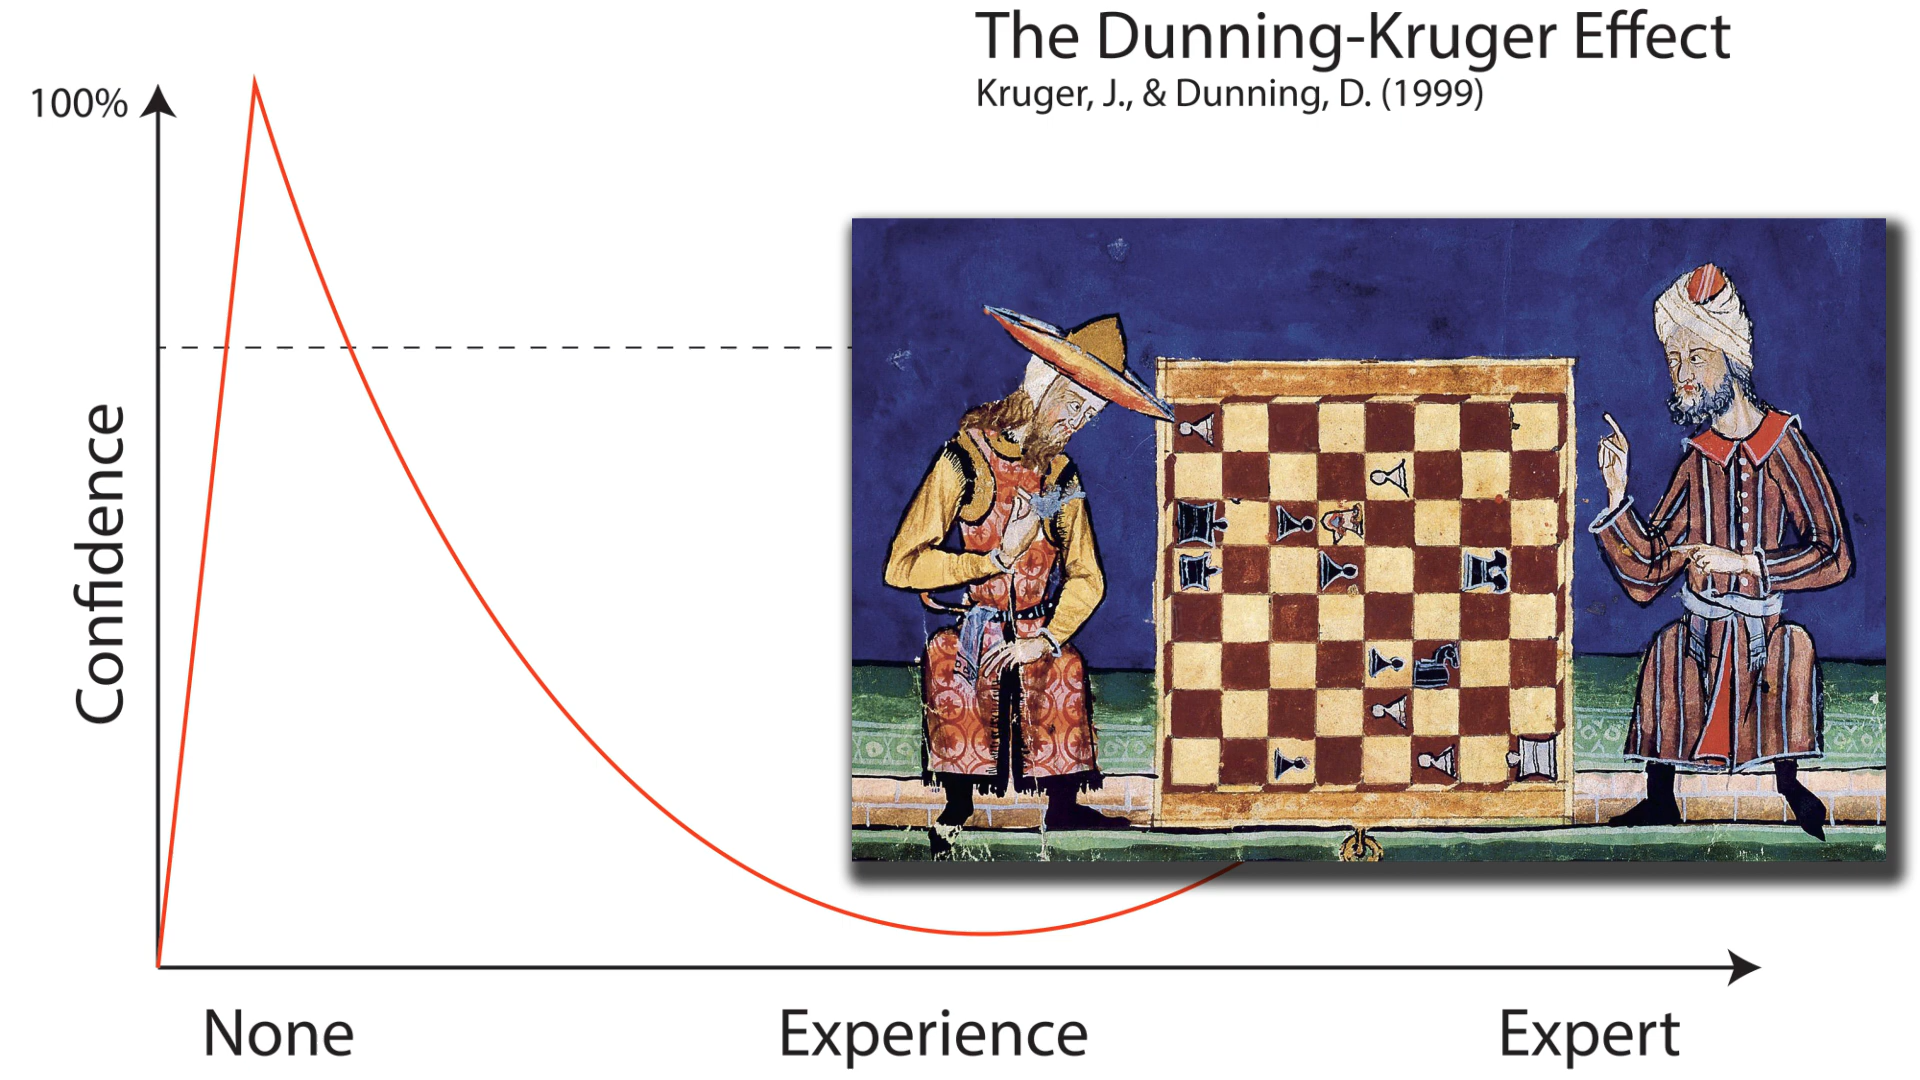 The Dunning-Kruger Effect
Kruger, J., & Dunning, D. (1999)
100%
Confidence
None
Experience
Expert